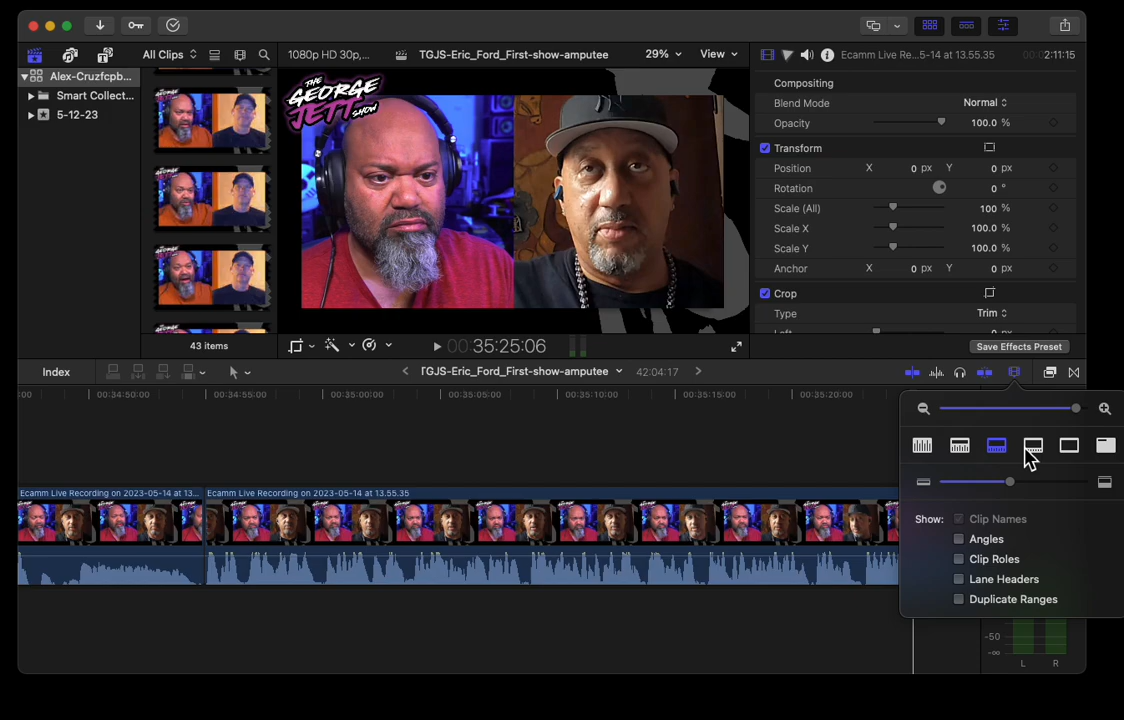 All Clips
1080p HD 30p,...
TGJS-Eric_Ford_First-show-amputee
29%
View
Ecamm Live Re...5-14 at 13.55.35
00:02:11:15
Alex-Cruzfcpb...
Smart Collect...
5-12-23
THE
GEORGE
JETT
SHOW
Compositing
Blend Mode
Normal
Opacity
100.0 %
Transform
Position
X
0 px
Y
0 px
Rotation
0 °
Scale (All)
100 %
Scale X
100.0 %
Scale Y
100.0 %
Anchor
X
0 px
Y
0 px
Crop
Type
Trim
Left
0 px
43 items
00:35:25:06
Save Effects Preset
Index
TGJS-Eric_Ford_First-show-amputee
42:04:17
:00
00:34:50:00
00:34:55:00
00:35:00:00
00:35:05:00
00:35:10:00
00:35:15:00
00:35:20:00
Ecamm Live Recording on 2023-05-14 at 13...
Ecamm Live Recording on 2023-05-14 at 13.55.35
Show:
Clip Names
Angles
Clip Roles
Lane Headers
Duplicate Ranges
-50
-∞
L
R